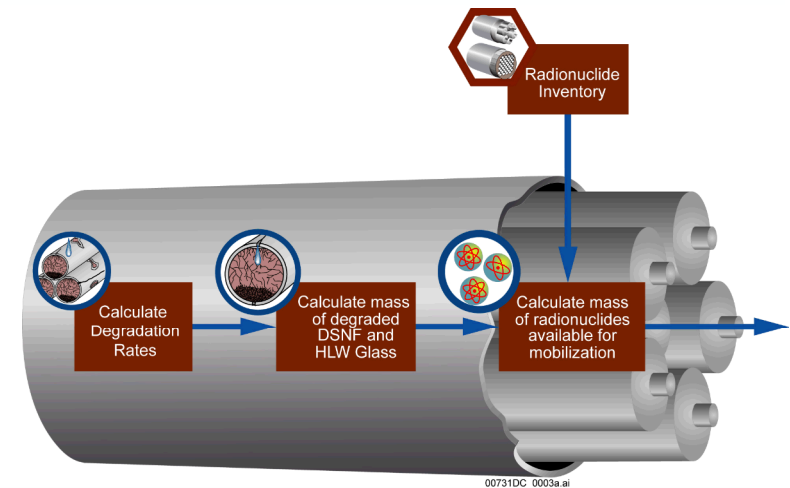 Radionuclide
Inventory
Calculate
Degradation
Rates
Calculate mass
of degraded
DSNF and
HLW Glass
Calculate mass
of radionuclides
available for
mobilization
00731DC_0003a.ai